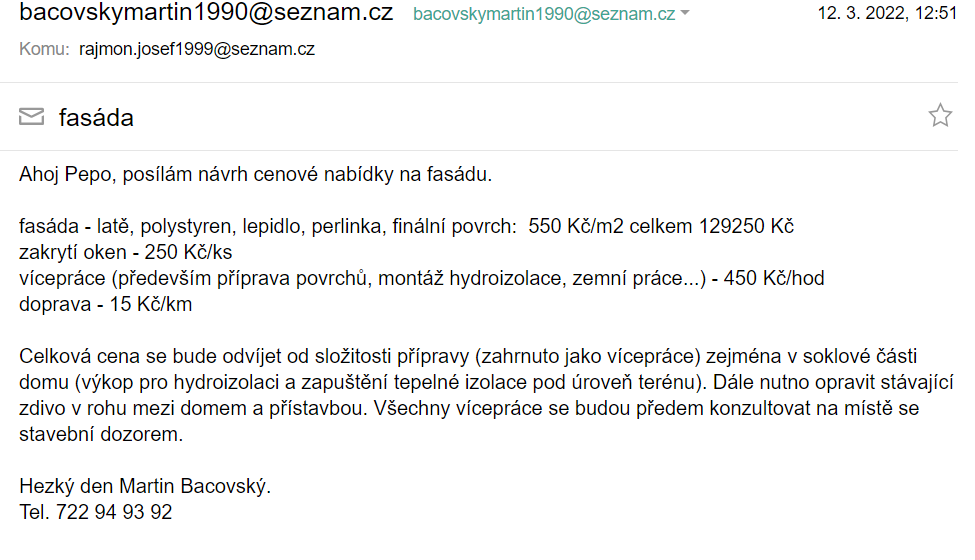 bacovskymartin1990@seznam.cz bacovskymartin1990@seznam.cz 12. 3. 2022, 12:51
Komu: rajmon.josef1999@seznam.cz
fasáda
Ahoj Pepo, posílám návrh cenové nabídky na fasádu.
fasáda - latě, polystyren, lepidlo, perlinka, finální povrch:  550 Kč/m2 celkem 129250 Kč
zakrytí oken - 250 Kč/ks
vícepráce (především příprava povrchů, montáž hydroizolace, zemní práce...) - 450 Kč/hod
doprava - 15 Kč/km
Celková cena se bude odvíjet od složitosti přípravy (zahrnuto jako vícepráce) zejména v soklové části
domu (výkop pro hydroizolaci a zapuštění tepelné izolace pod úroveň terénu). Dále nutno opravit stávající
zdivo v rohu mezi domem a přístavbou. Všechny vícepráce se budou předem konzultovat na místě se
stavební dozorem.
Hezký den Martin Bacovský.
Tel. 722 94 93 92